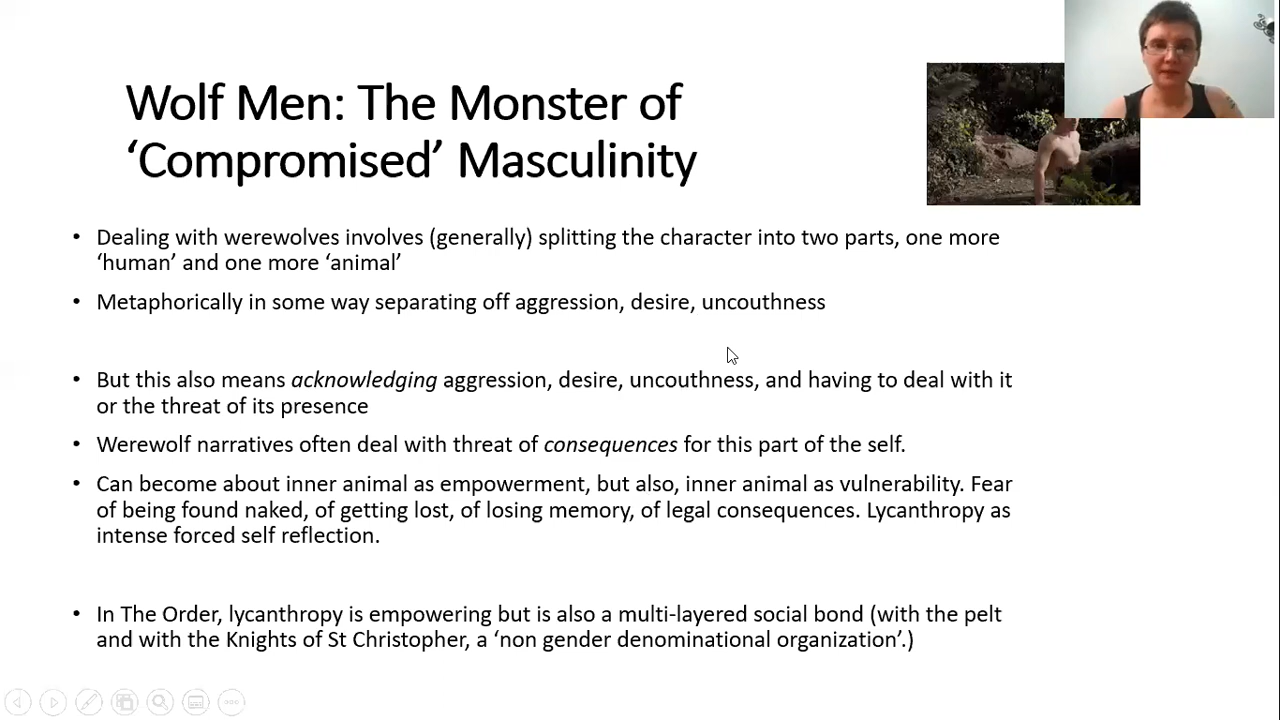 Wolf Men: The Monster of
‘Compromised’ Masculinity
• Dealing with werewolves involves (generally) splitting the character into two parts, one more
‘human’ and one more ‘animal’
• Metaphorically in some way separating off aggression, desire, uncouthness
• But this also means acknowledging aggression, desire, uncouthness, and having to deal with it
or the threat of its presence
• Werewolf narratives often deal with threat of consequences for this part of the self.
• Can become about inner animal as empowerment, but also, inner animal as vulnerability. Fear
of being found naked, of getting lost, of losing memory, of legal consequences. Lycanthropy as
intense forced self reflection.
• In The Order, lycanthropy is empowering but is also a multi-layered social bond (with the pelt
and with the Knights of St Christopher, a ‘non gender denominational organization’.)